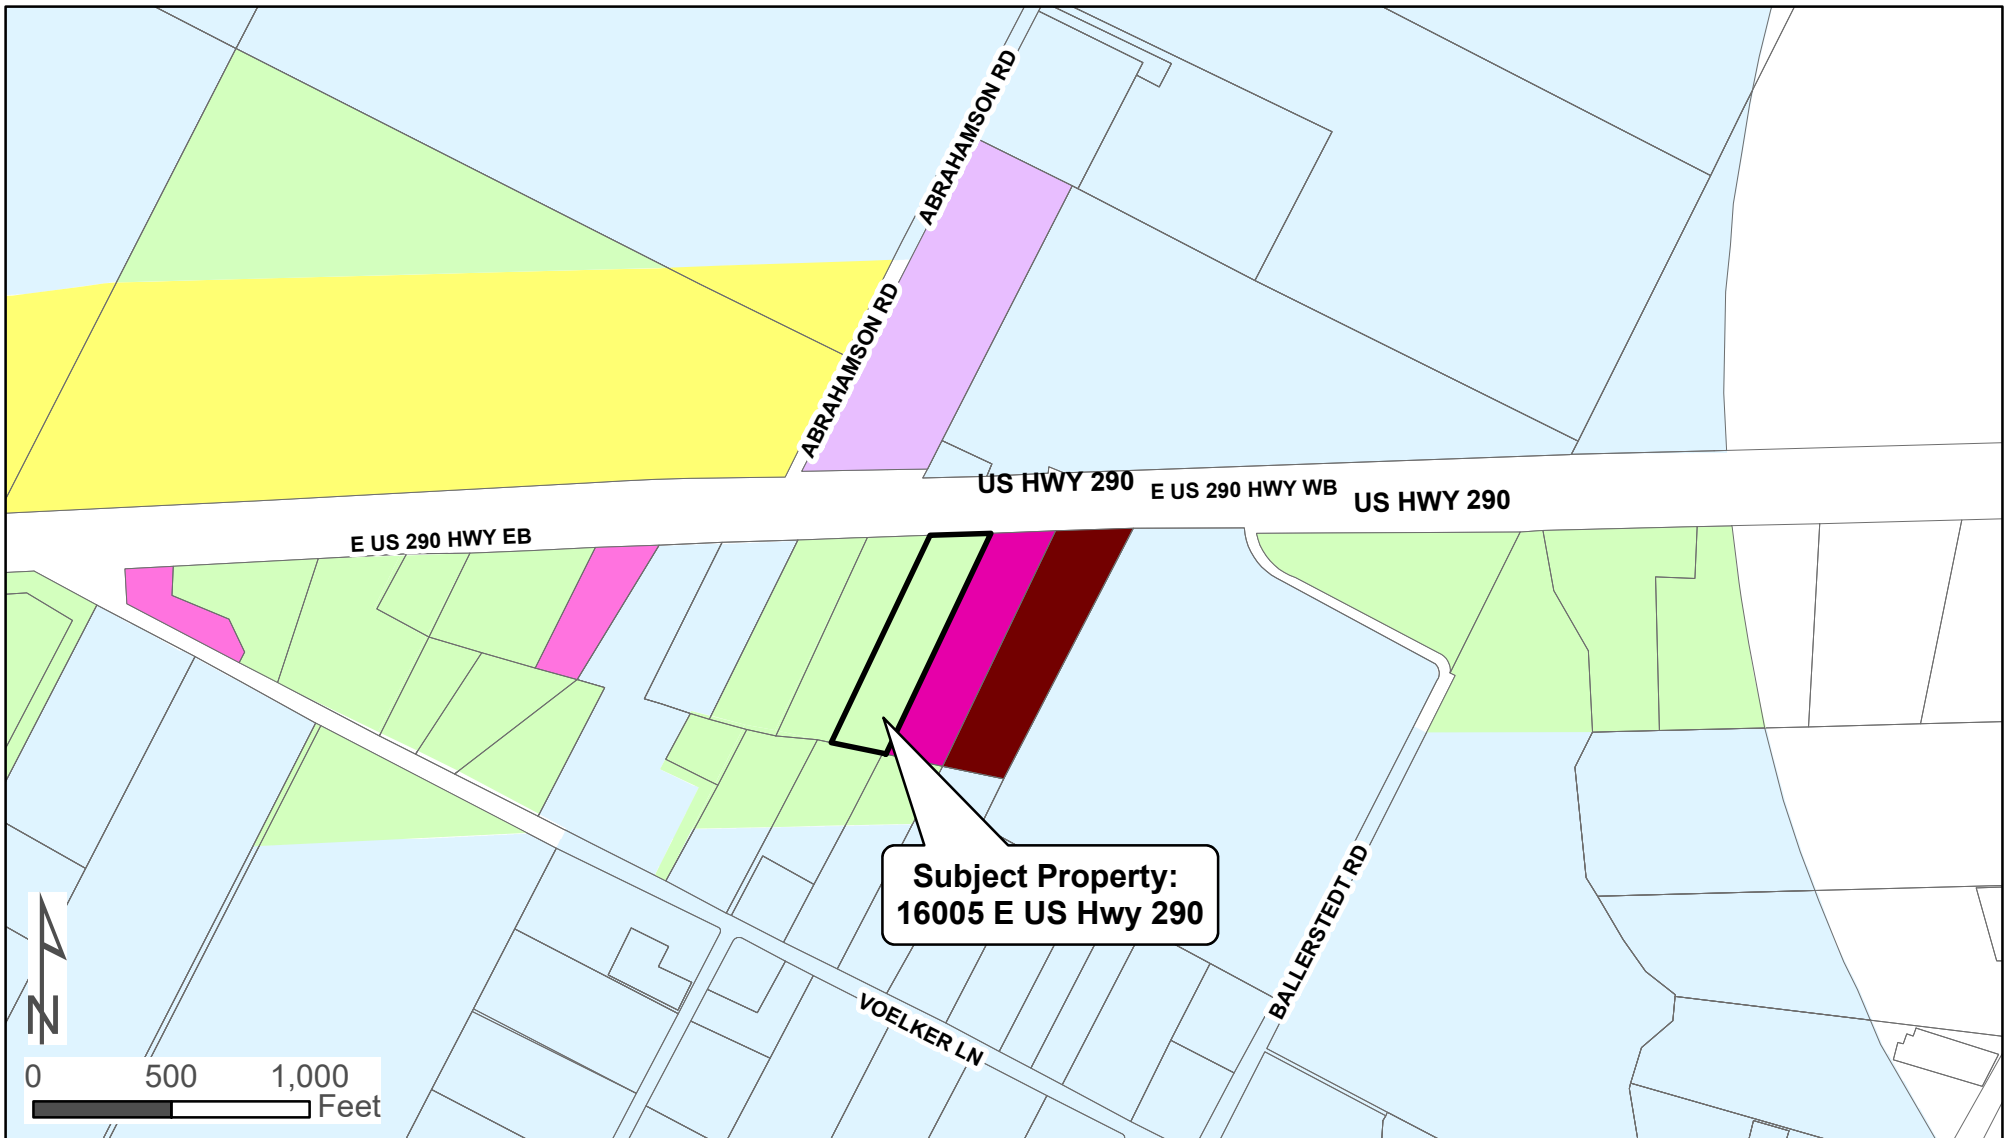 ABRAHAMSON RD
ABRAHAMSON RD
US HWY 290
E US 290 HWY WB
US HWY 290
E US 290 HWY EB
Subject Property:
16005 E US Hwy 290
BALLERSTEDT RD
VOELKER LN
N
0 500 1,000
Feet